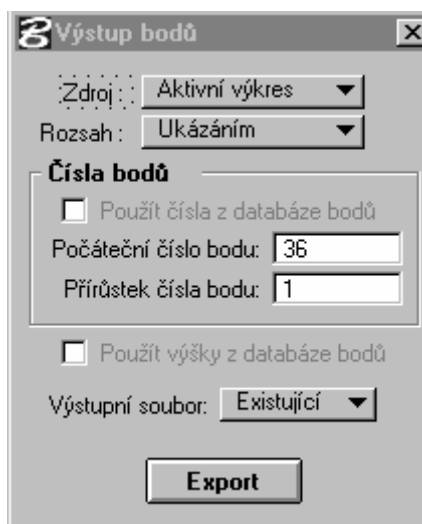 Výstup bodů
Zdroj : Aktivní výkres
Rozsah : Ukázáním
Čísla bodů
Použít čísla z databáze bodů
Počáteční číslo bodu: 36
Přírůstek čísla bodu: 1
Použít výšky z databáze bodů
Výstupní soubor: Existující
Export